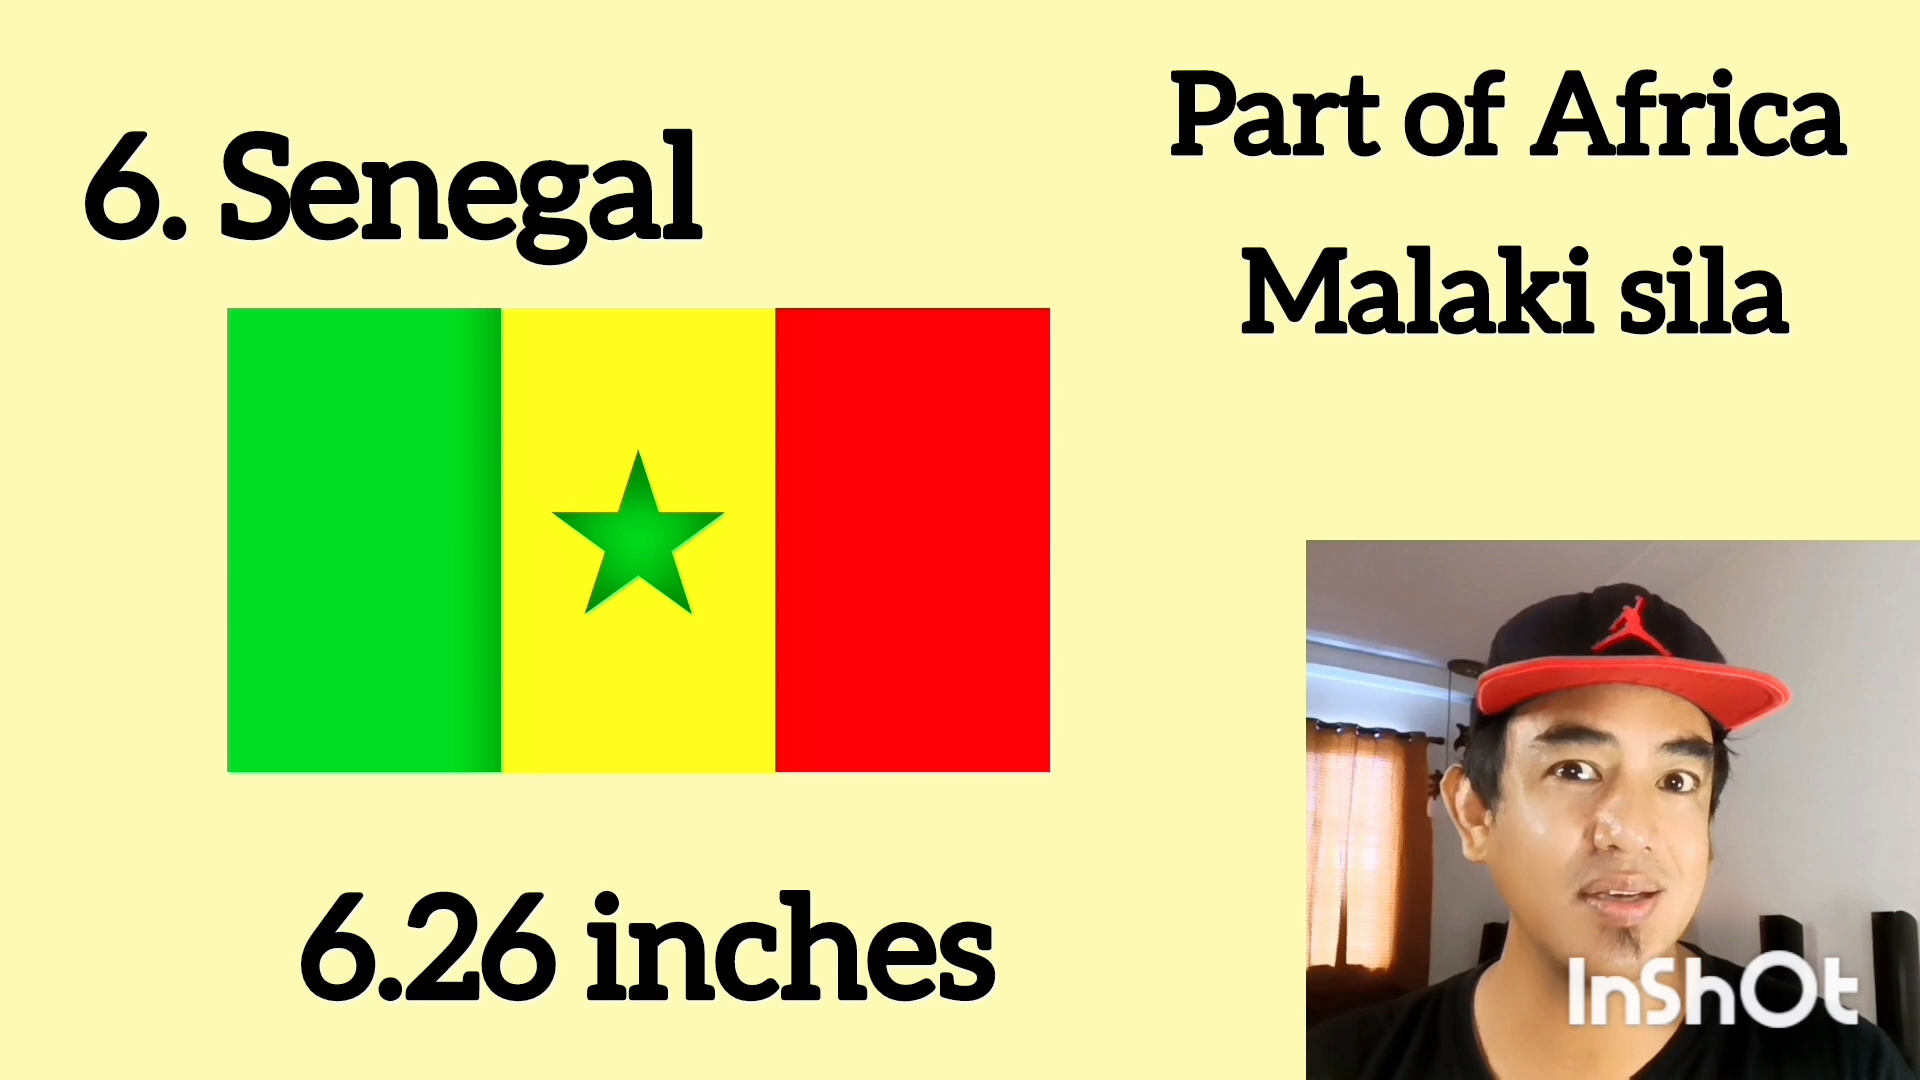 Part of Africa
6. Senegal
Malaki sila
6.26 inches
InShOt